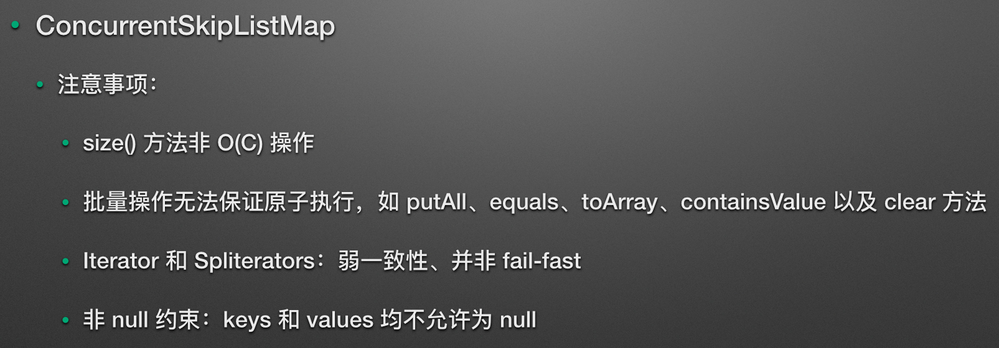 ConcurrentSkipListMap
注意事项：
size() 方法非 O(C) 操作
批量操作无法保证原子执行，如 putAll、equals、toArray、containsValue 以及 clear 方法
Iterator 和 Spliterators：弱一致性、并非 fail-fast
非 null 约束：keys 和 values 均不允许为 null